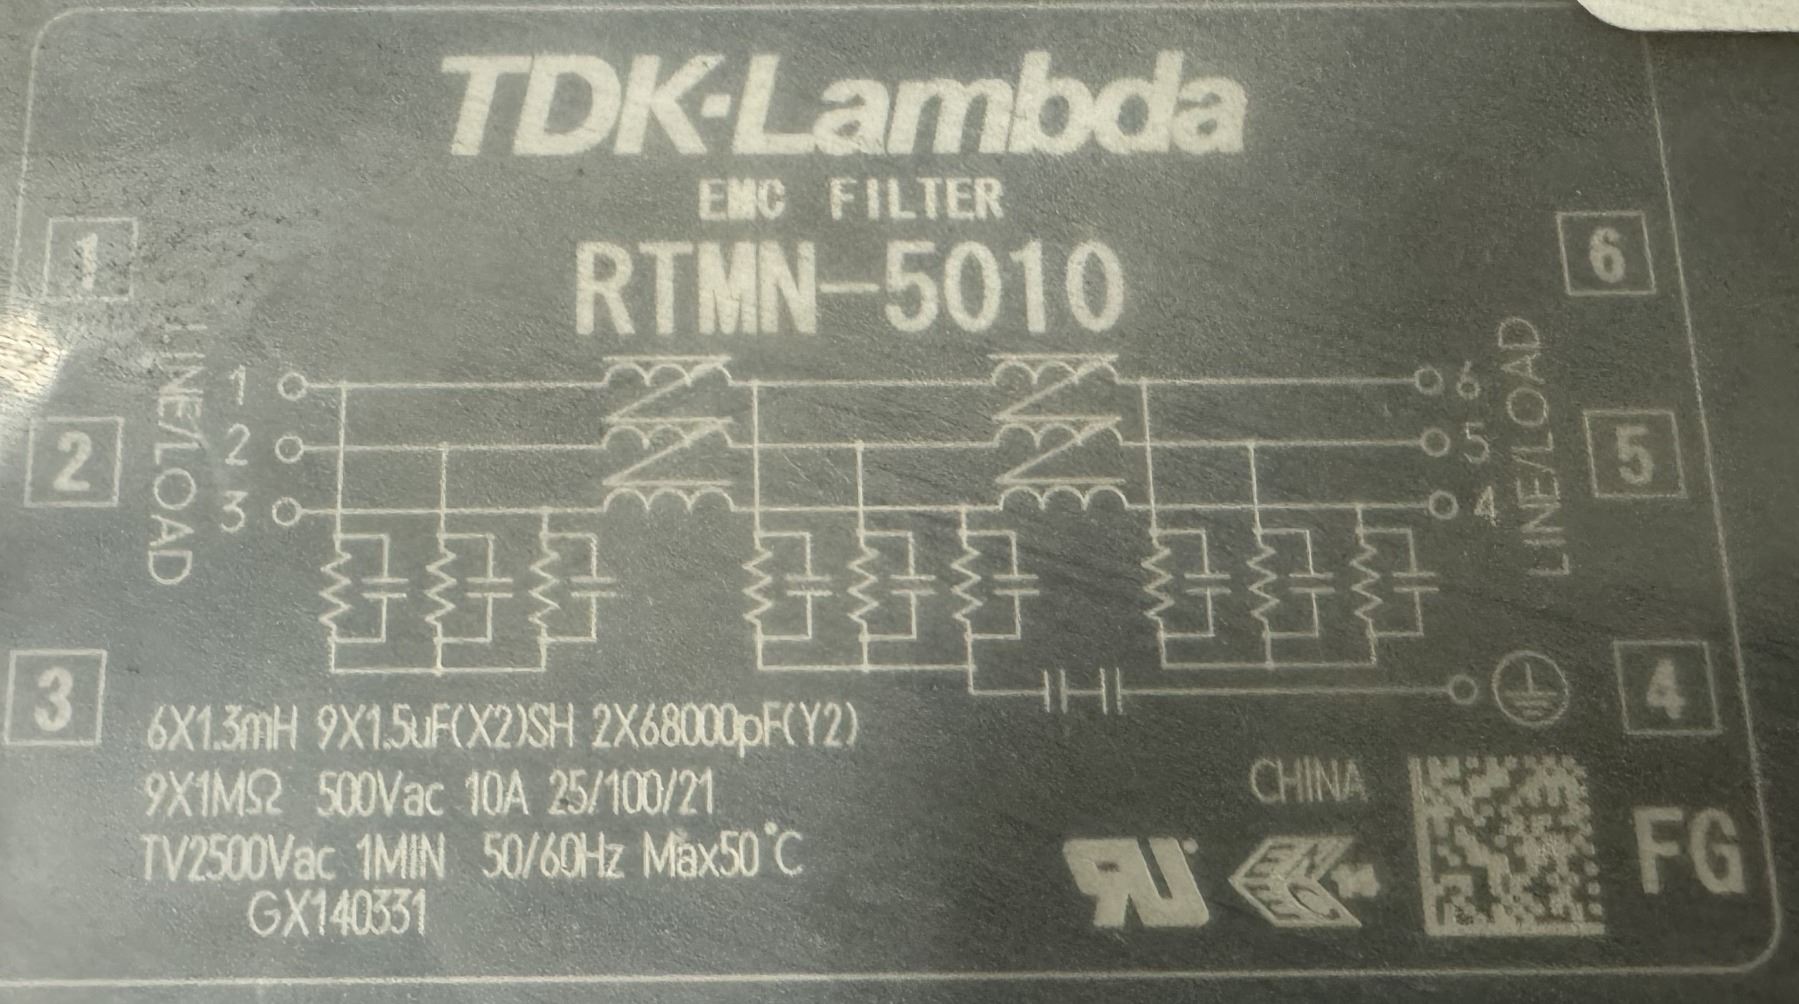 TDK-Lambda
EMC FILTER
RTMN-5010
1
6
LINE/LOAD
1
6
LINE/LOAD
2
2
5
5
3
4
3
4
6X1.3mH 9X1.5uF(X2)SH 2X68000pF(Y2)
9X1MΩ 500Vac 10A 25/100/21
CHINA
TV2500Vac 1MIN 50/60Hz Max50°C
FG
GX140331
RU